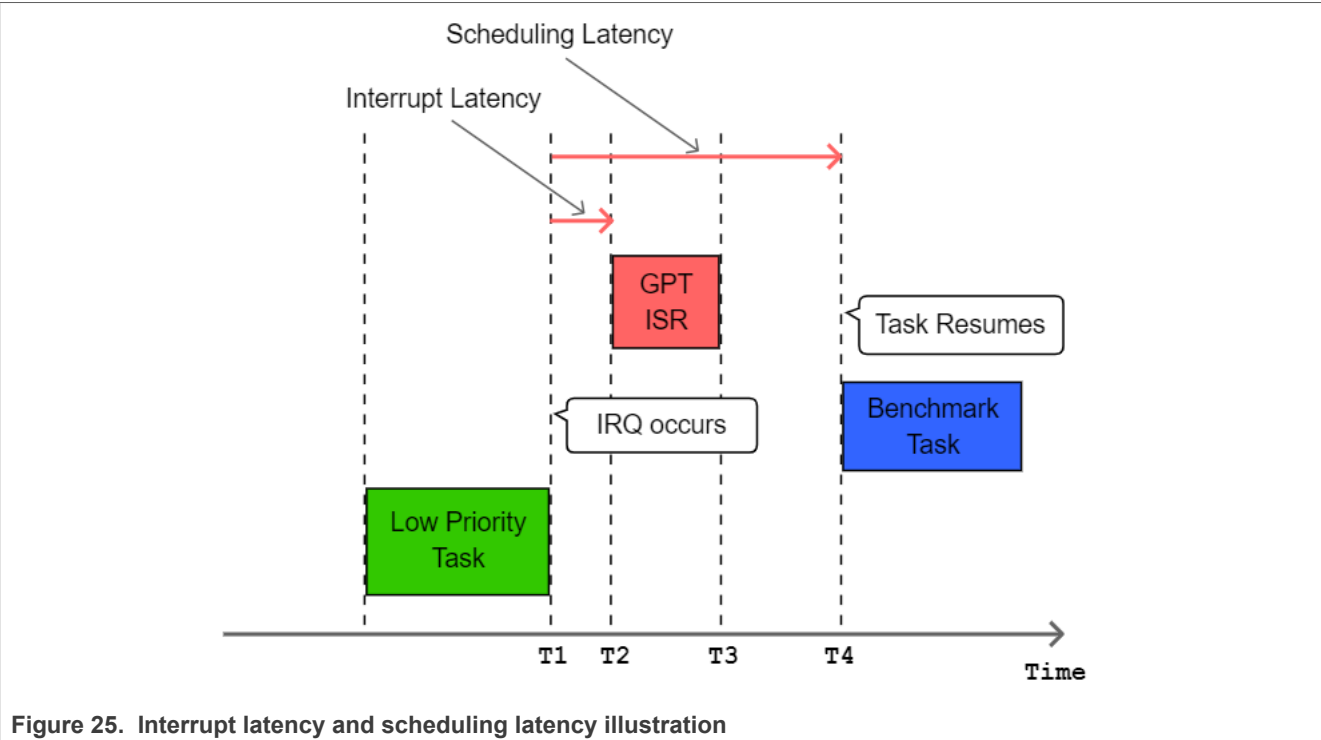 Scheduling Latency
Interrupt Latency
GPT
ISR
Task Resumes
Benchmark
Task
IRQ occurs
Low Priority
Task
T1 T2 T3 T4
Time
Figure 25. Interrupt latency and scheduling latency illustration